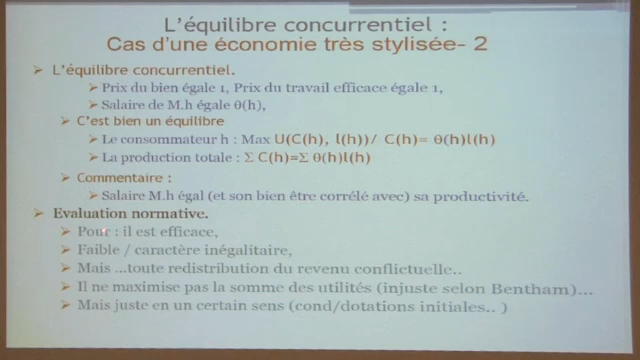 L'équilibre concurrentiel :
Cas d'une économie très stylisée- 2
L'équilibre concurrentiel.
Prix du bien égale 1, Prix du travail efficace égale 1,
Salaire de M.h égale θ(h),
C'est bien un équilibre
Le consommateur h : Max U(C(h), l(h))/ C(h)= θ(h)l(h)
La production totale : Σ C(h)=Σ θ(h)l(h)
Commentaire :
Salaire M.h égal (et son bien être corrélé avec) sa productivité.
Evaluation normative.
Pour : il est efficace,
Faible / caractère inégalitaire,
Mais ...toute redistribution du revenu conflictuelle..
Il ne maximise pas la somme des utilités (injuste selon Bentham)...
Mais juste en un certain sens (cond/dotations initiales.. )